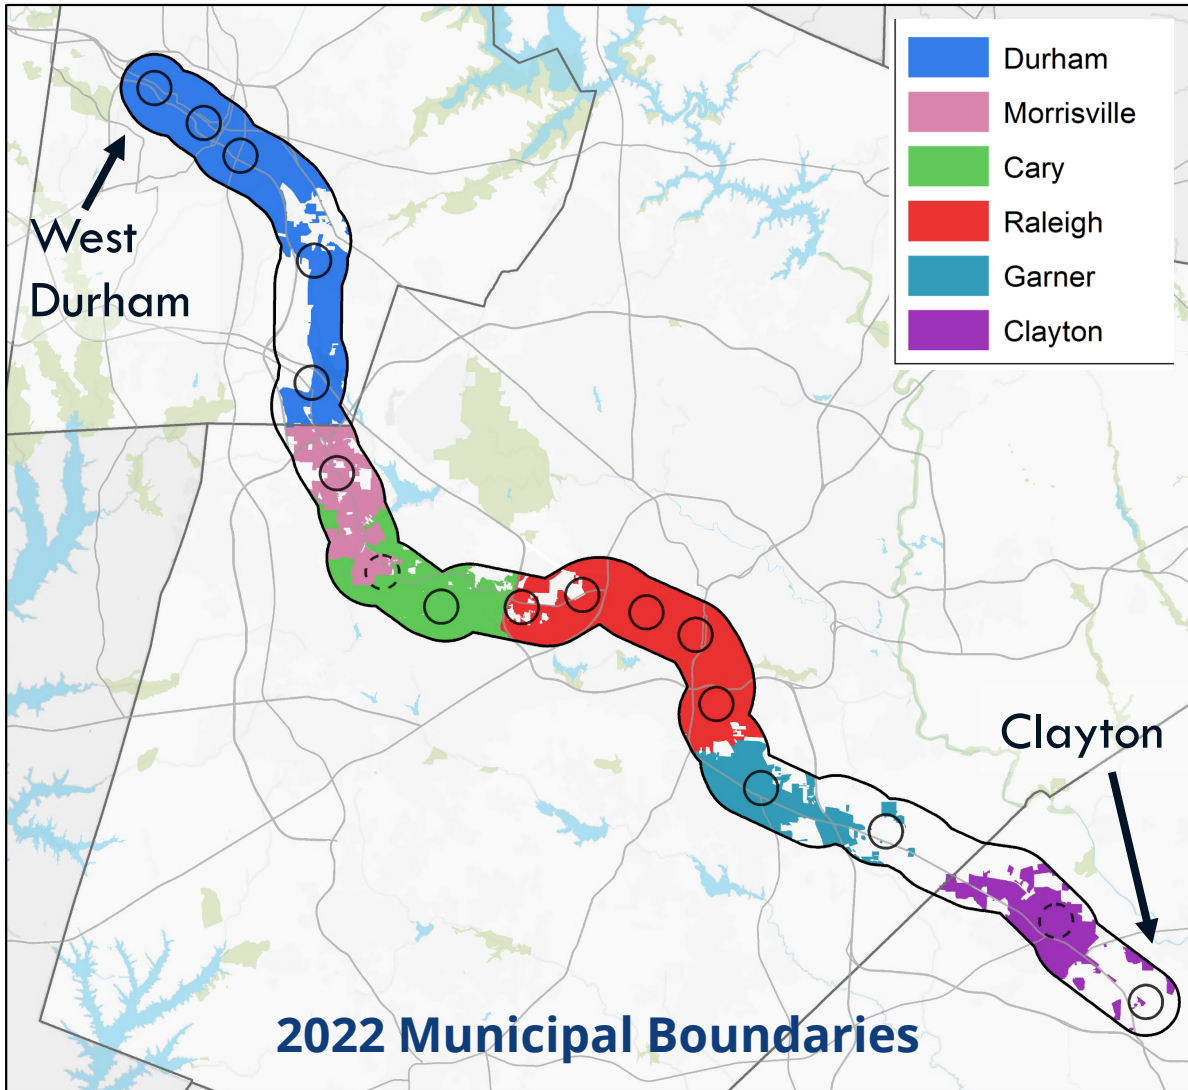 Durham
Morrisville
Cary
Raleigh
Garner
Clayton
West
Durham
Clayton
2022 Municipal Boundaries